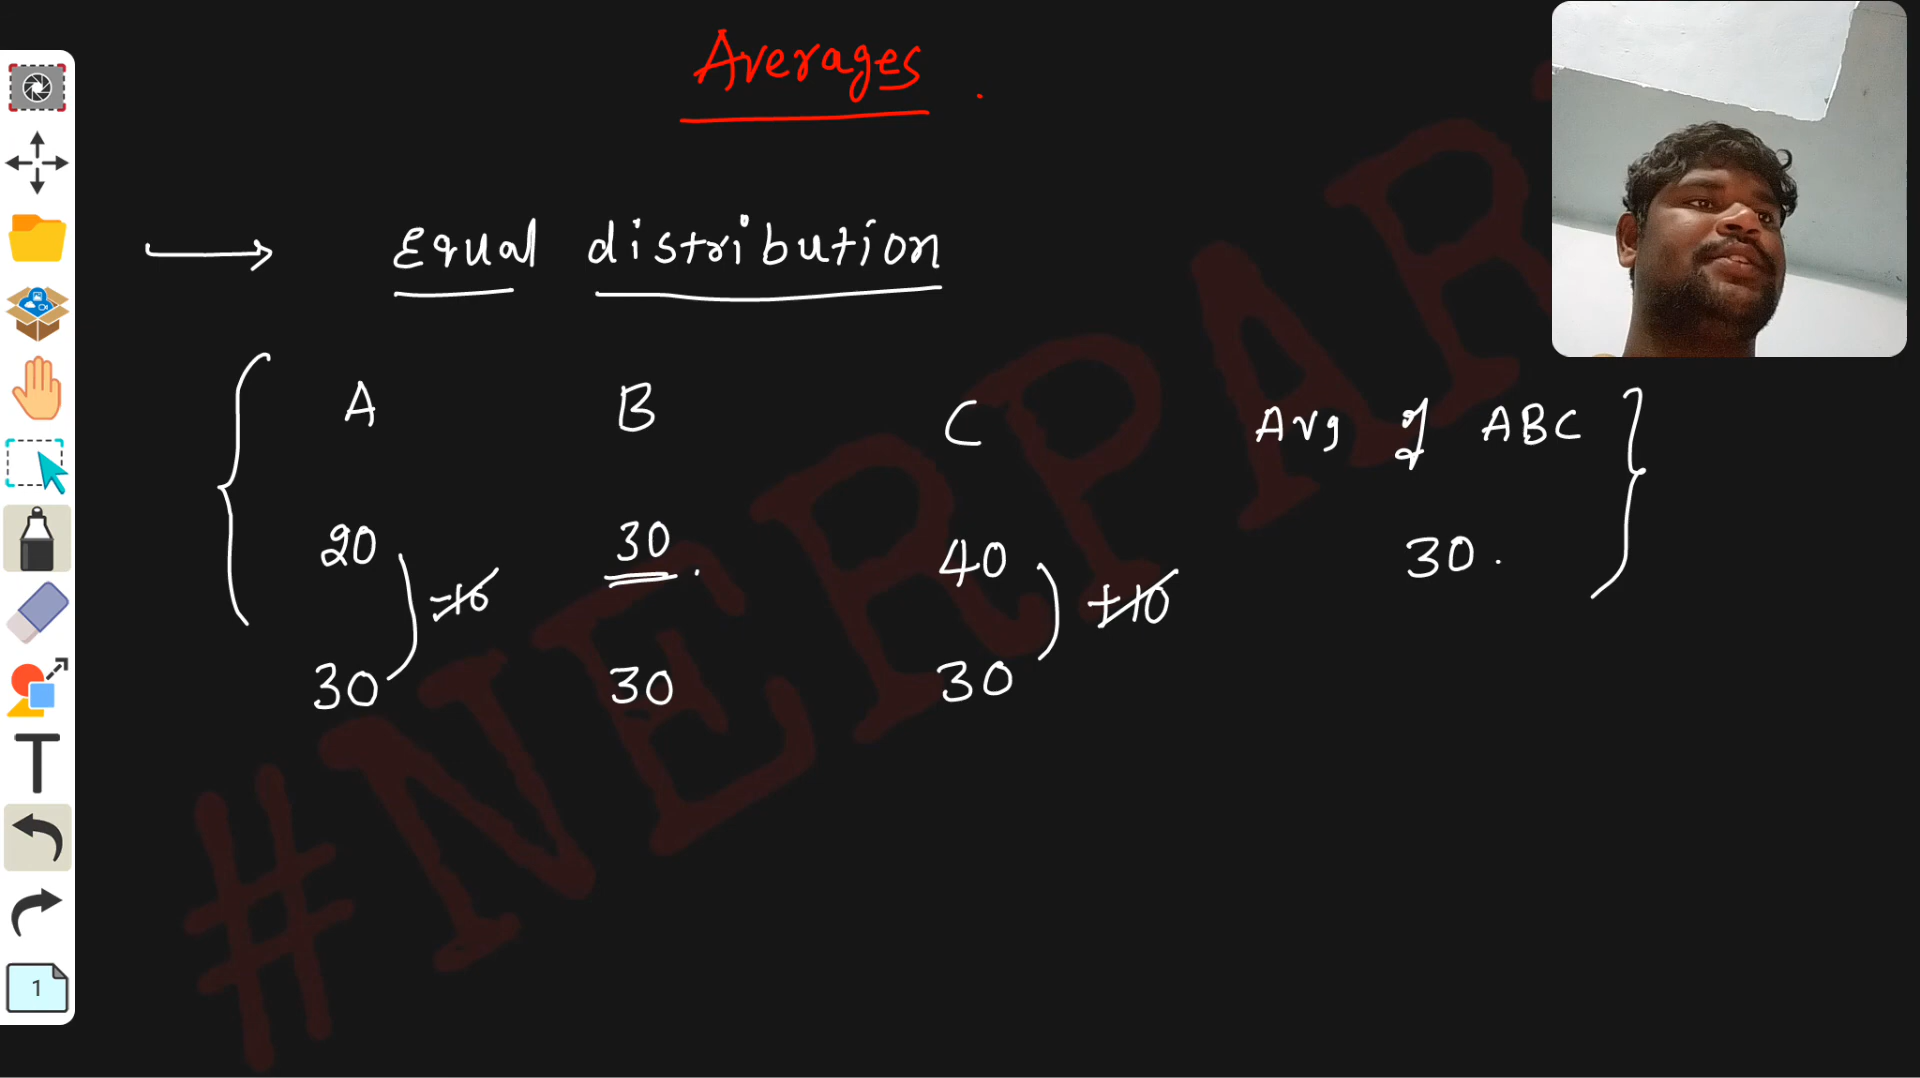 Averages.
→ Equal distribution
A B C Avg of ABC
20 30. 40 30.
-10 +10
30 30 30
#NERPAR
T
1